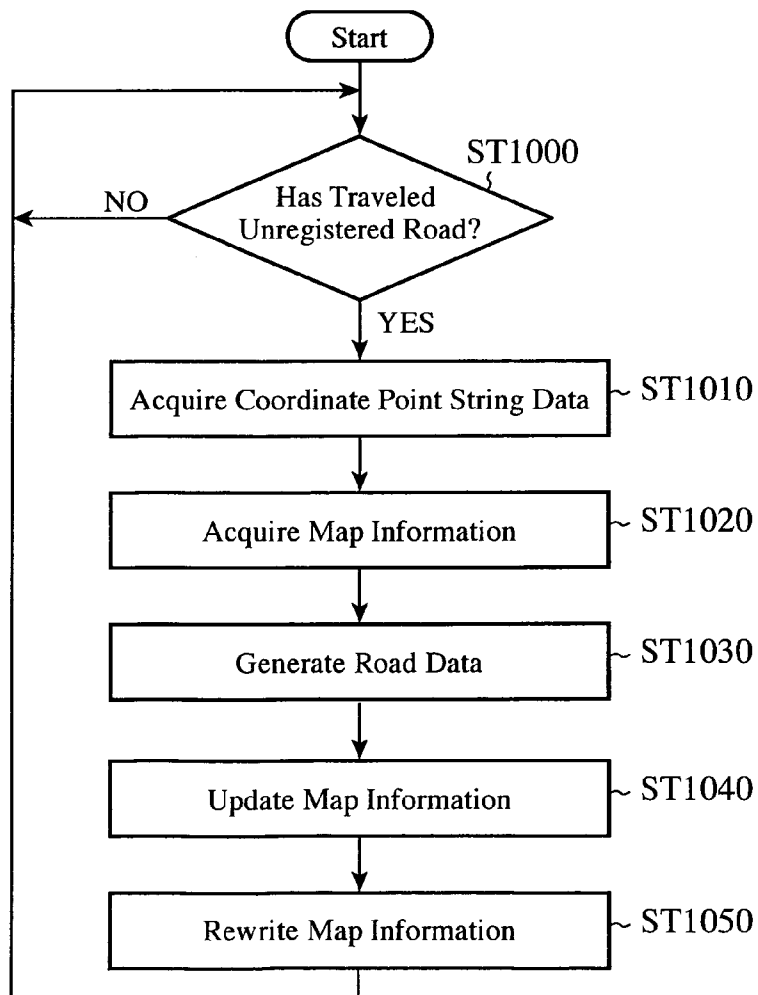 Start
ST1000
Has Traveled
Unregistered Road?
NO
YES
Acquire Coordinate Point String Data
ST1010
Acquire Map Information
ST1020
Generate Road Data
ST1030
Update Map Information
ST1040
Rewrite Map Information
ST1050